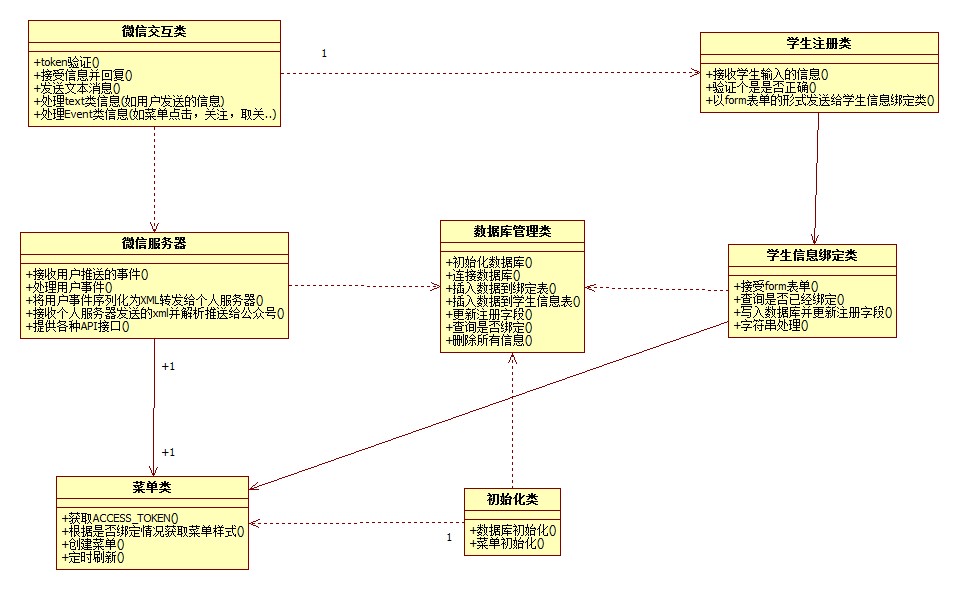 微信交互类
+token验证()
+接受信息并回复()
+发送文本消息()
+处理text类信息(如用户发送的信息)
+处理Event类信息(如菜单点击，关注，取关..)
1
学生注册类
+接收学生输入的信息()
+验证个是是否正确()
+以form表单的形式发送给学生信息绑定类()
微信服务器
+接收用户推送的事件()
+处理用户事件()
+将用户事件序列化为XML转发给个人服务器()
+接收个人服务器发送的xml并解析推送给公众号()
+提供各种API接口()
数据库管理类
+初始化数据库()
+连接数据库()
+插入数据到绑定表()
+插入数据到学生信息表()
+更新注册字段()
+查询是否绑定()
+删除所有信息()
学生信息绑定类
+接受form表单()
+查询是否已经绑定()
+写入数据库并更新注册字段()
+字符串处理()
+1
+1
菜单类
+获取ACCESS_TOKEN()
+根据是否绑定情况获取菜单样式()
+创建菜单()
+定时刷新()
1
初始化类
+数据库初始化()
+菜单初始化()